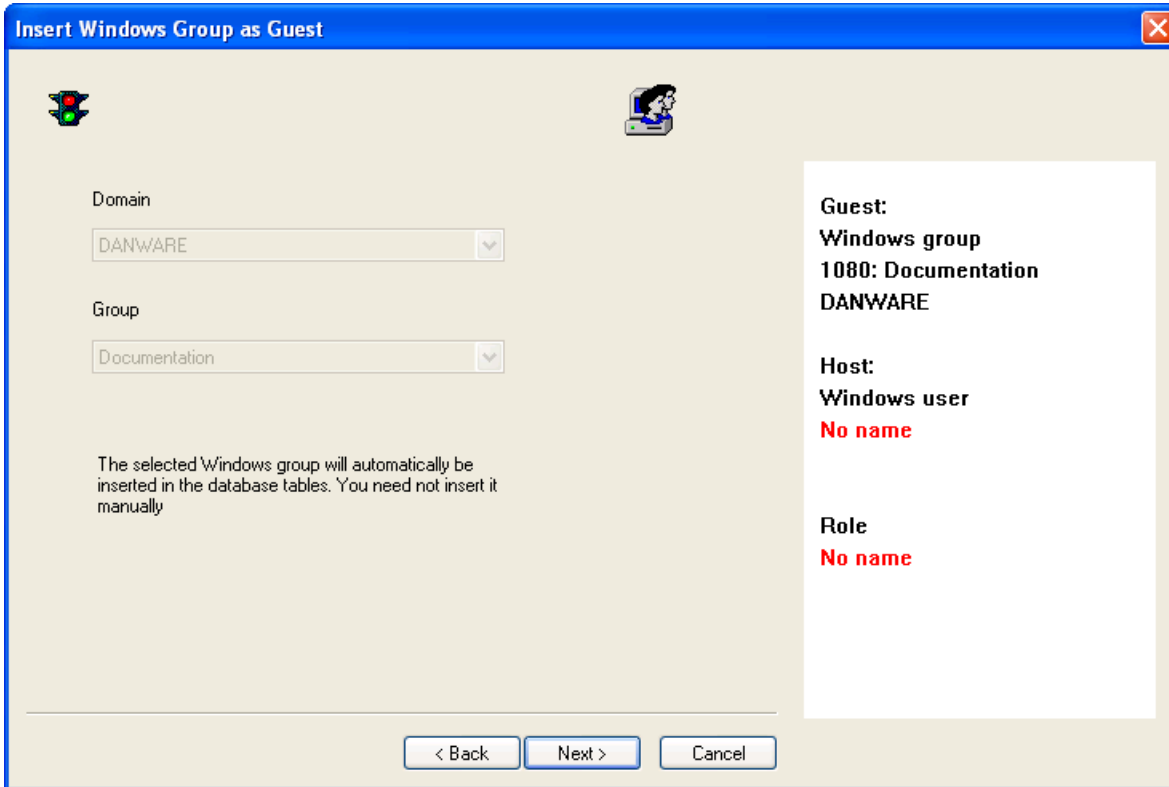 Insert Windows Group as Guest
Domain
DANWARE
Group
Documentation
The selected Windows group will automatically be
inserted in the database tables. You need not insert it
manually
Guest:
Windows group
1080: Documentation
DANWARE
Host:
Windows user
No name
Role
No name
< Back
Next >
Cancel